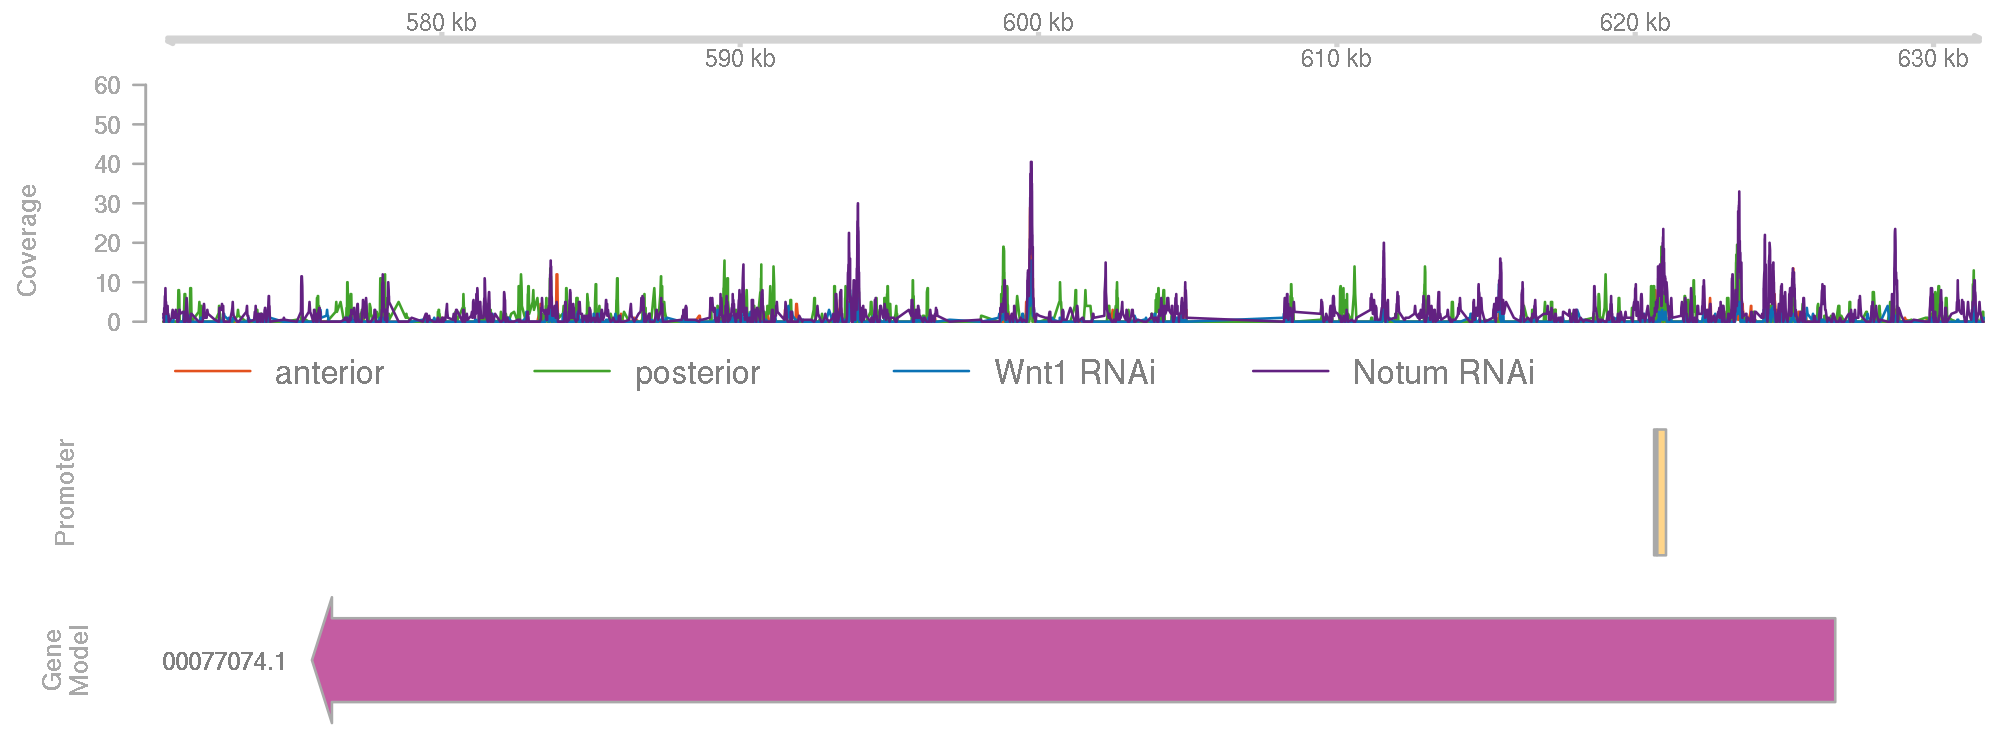 580 kb 600 kb 620 kb
590 kb 610 kb 630 kb
60
50
40
30
20
10
0
Coverage
anterior posterior Wnt1 RNAi Notum RNAi
Promoter
Gene
Model
00077074.1